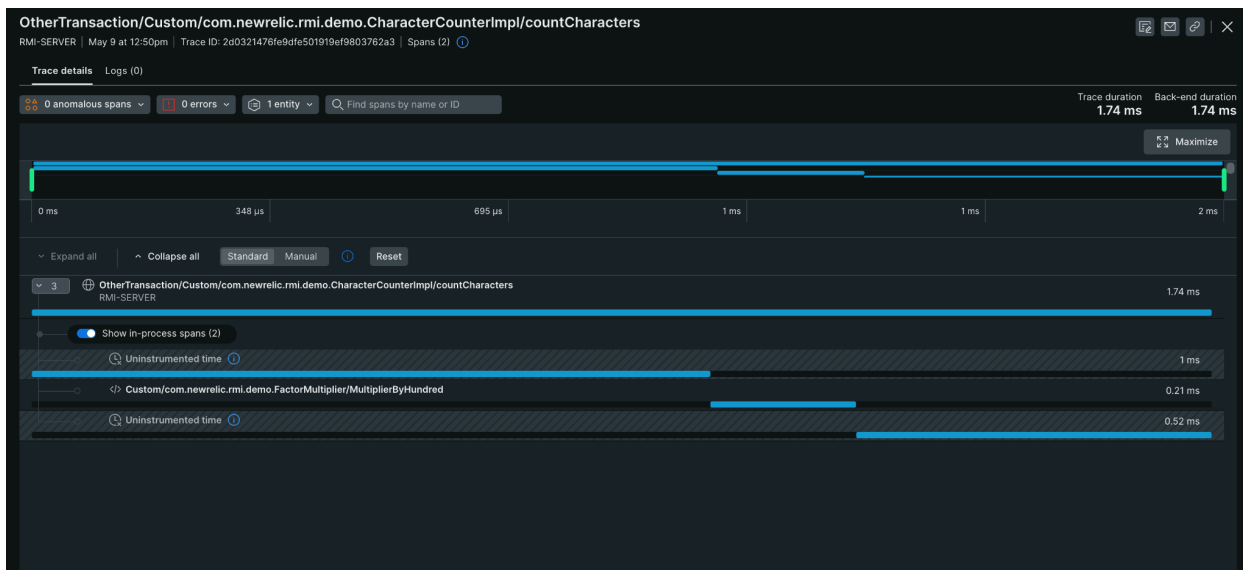 OtherTransaction/Custom/com.newrelic.rmi.demo.CharacterCounterImpl/countCharacters
RMI-SERVER | May 9 at 12:50pm | Trace ID: 2d0321476fe9dfe501919ef9803762a3 | Spans (2)
Trace details Logs (0)
0 anomalous spans 0 errors 1 entity Find spans by name or ID
Trace duration Back-end duration
1.74 ms 1.74 ms
Maximize
0 ms 348 µs 695 µs 1 ms 1 ms 2 ms
Expand all Collapse all Standard Manual Reset
3 OtherTransaction/Custom/com.newrelic.rmi.demo.CharacterCounterImpl/countCharacters
RMI-SERVER 1.74 ms
Show in-process spans (2)
Uninstrumented time 1 ms
</> Custom/com.newrelic.rmi.demo.FactorMultiplier/MultiplierByHundred 0.21 ms
Uninstrumented time 0.52 ms